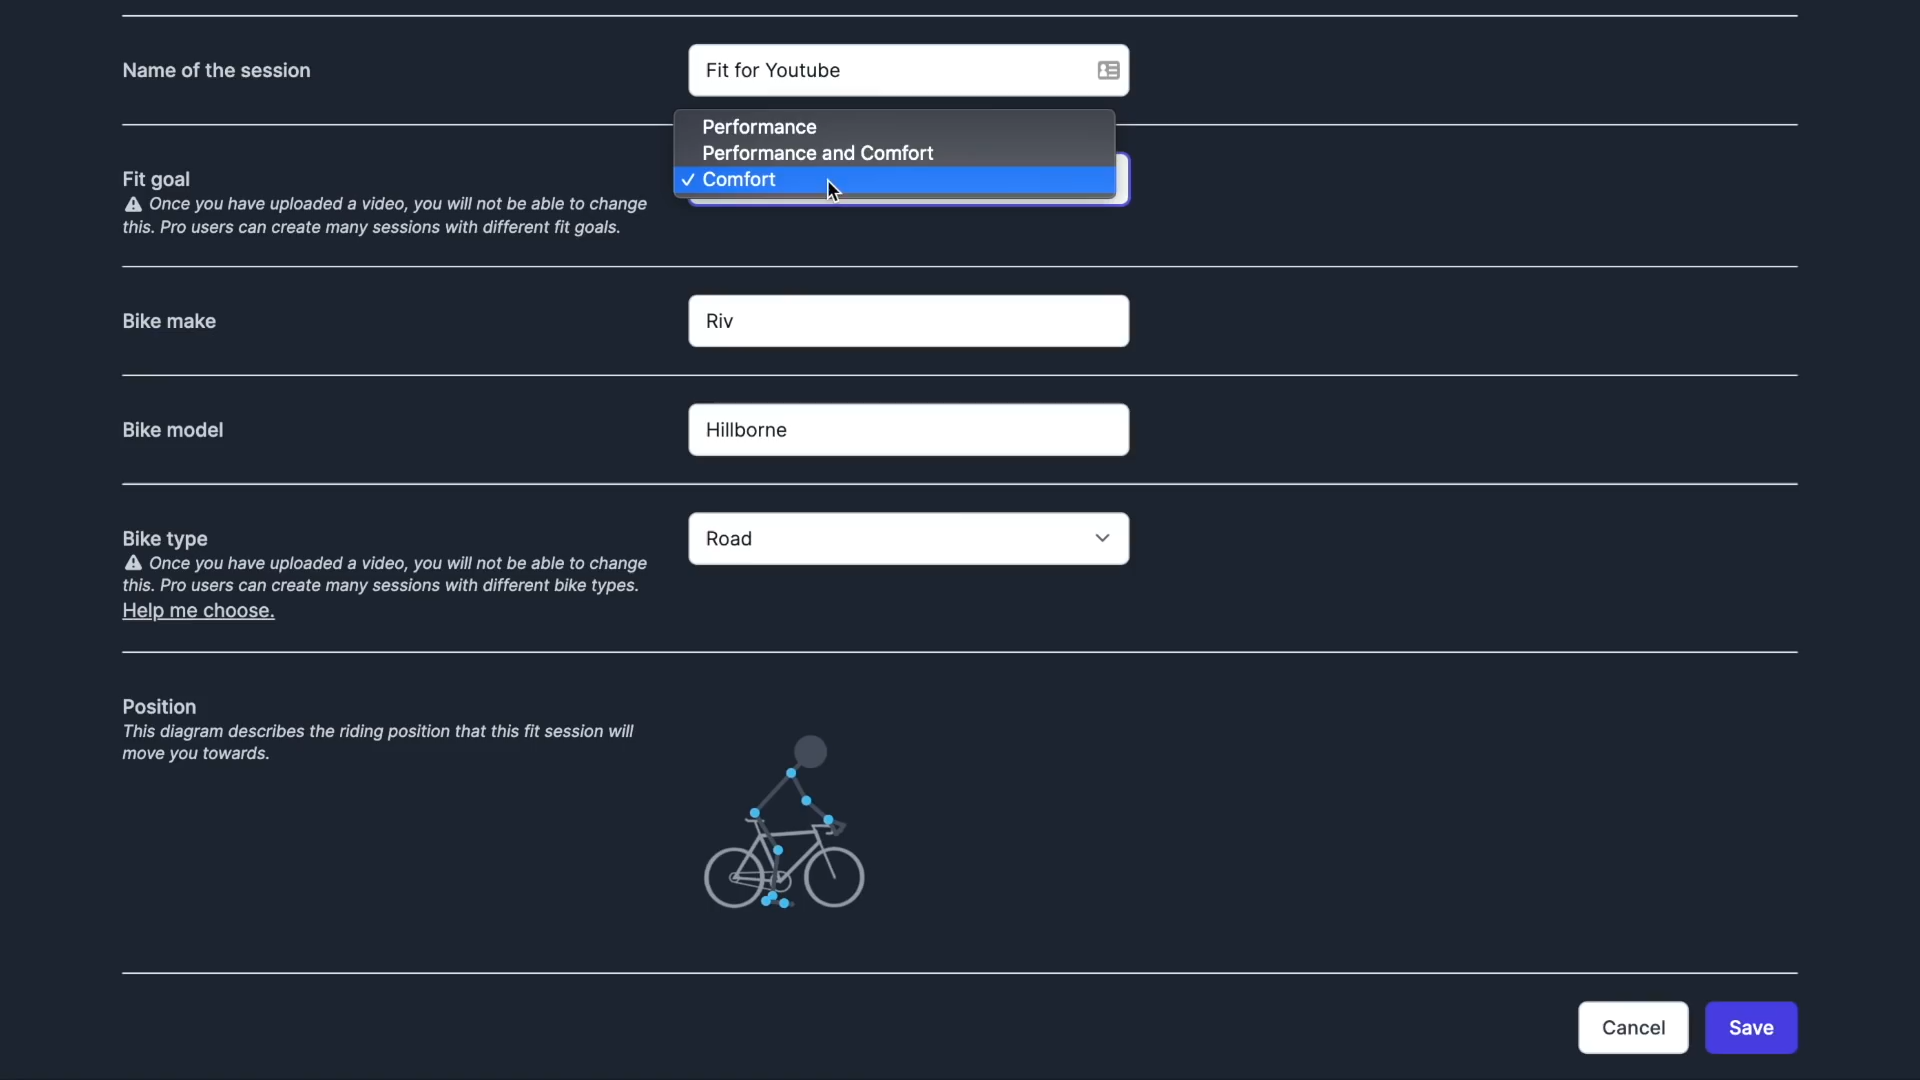 Name of the session
Fit for Youtube
Performance
Performance and Comfort
✓ Comfort
Fit goal
⚠ Once you have uploaded a video, you will not be able to change
this. Pro users can create many sessions with different fit goals.
Bike make
Riv
Bike model
Hillborne
Bike type
Road
⚠ Once you have uploaded a video, you will not be able to change
this. Pro users can create many sessions with different bike types.
Help me choose.
Position
This diagram describes the riding position that this fit session will
move you towards.
Cancel
Save